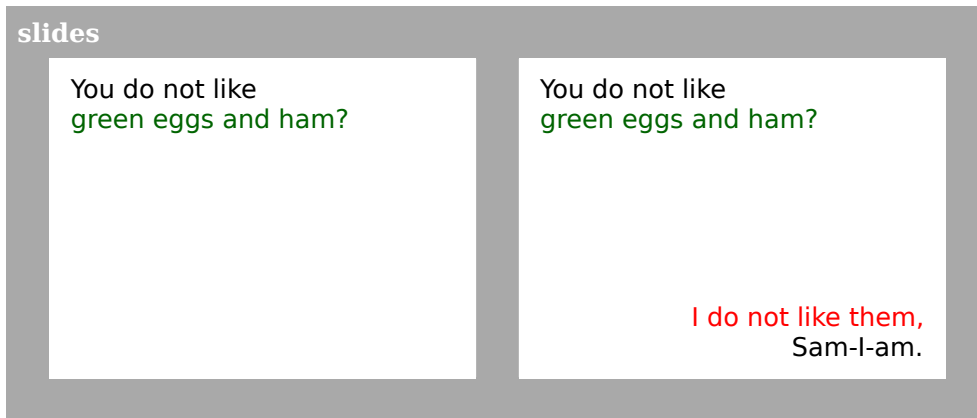 slides
You do not like
green eggs and ham?
You do not like
green eggs and ham?
I do not like them,
Sam-I-am.